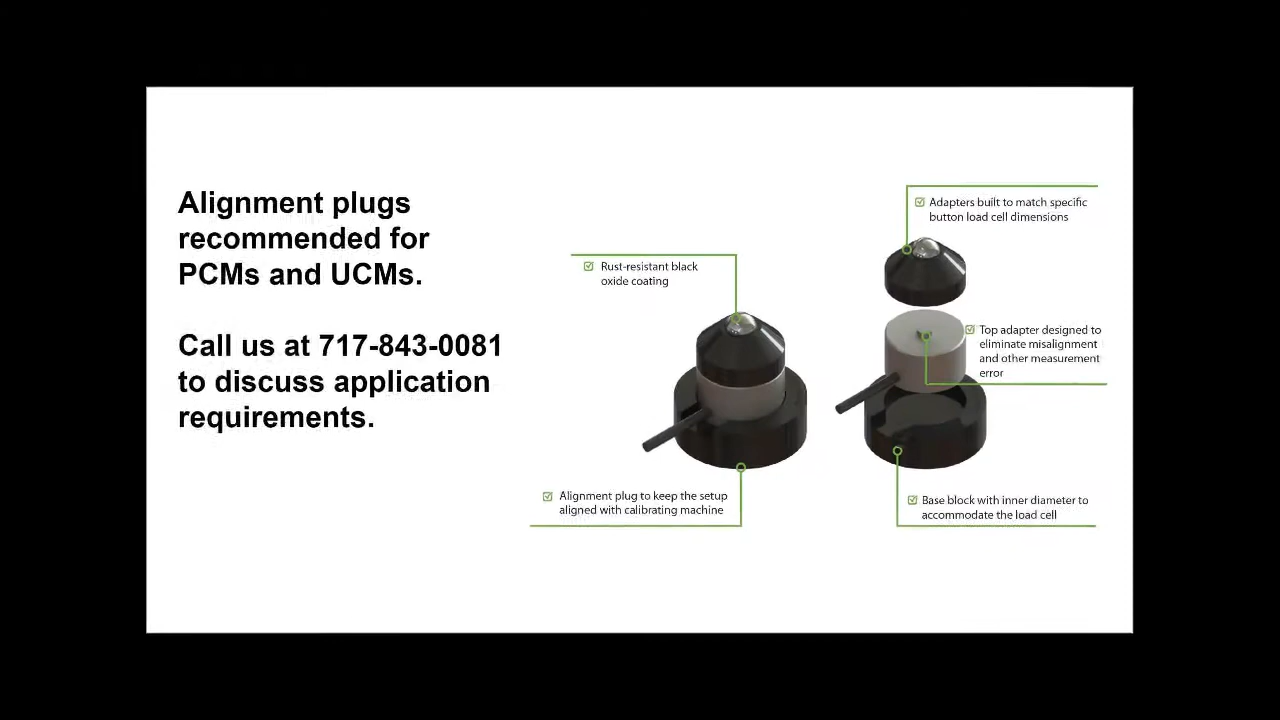 Alignment plugs
recommended for
PCMs and UCMs.
Call us at 717-843-0081
to discuss application
requirements.
Rust-resistant black
oxide coating
Alignment plug to keep the setup
aligned with calibrating machine
Adapters built to match specific
button load cell dimensions
Top adapter designed to
eliminate misalignment
and other measurement
error
Base block with inner diameter to
accommodate the load cell